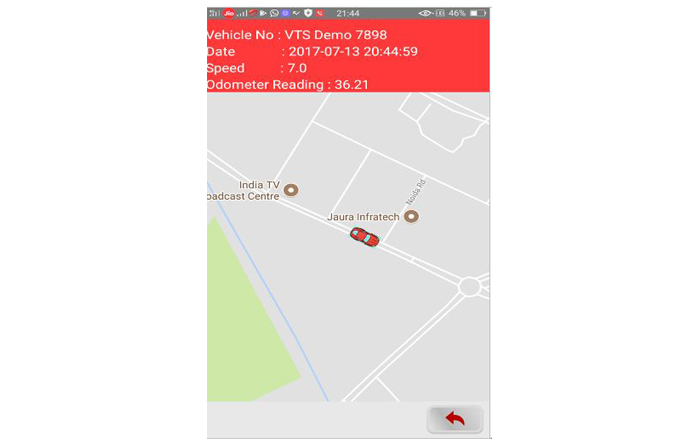 Jio 21:44 46%
Vehicle No : VTS Demo 7898
Date : 2017-07-13 20:44:59
Speed : 7.0
Odometer Reading : 36.21
India TV
oadcast Centre
Noida Rd
Jaura Infratech